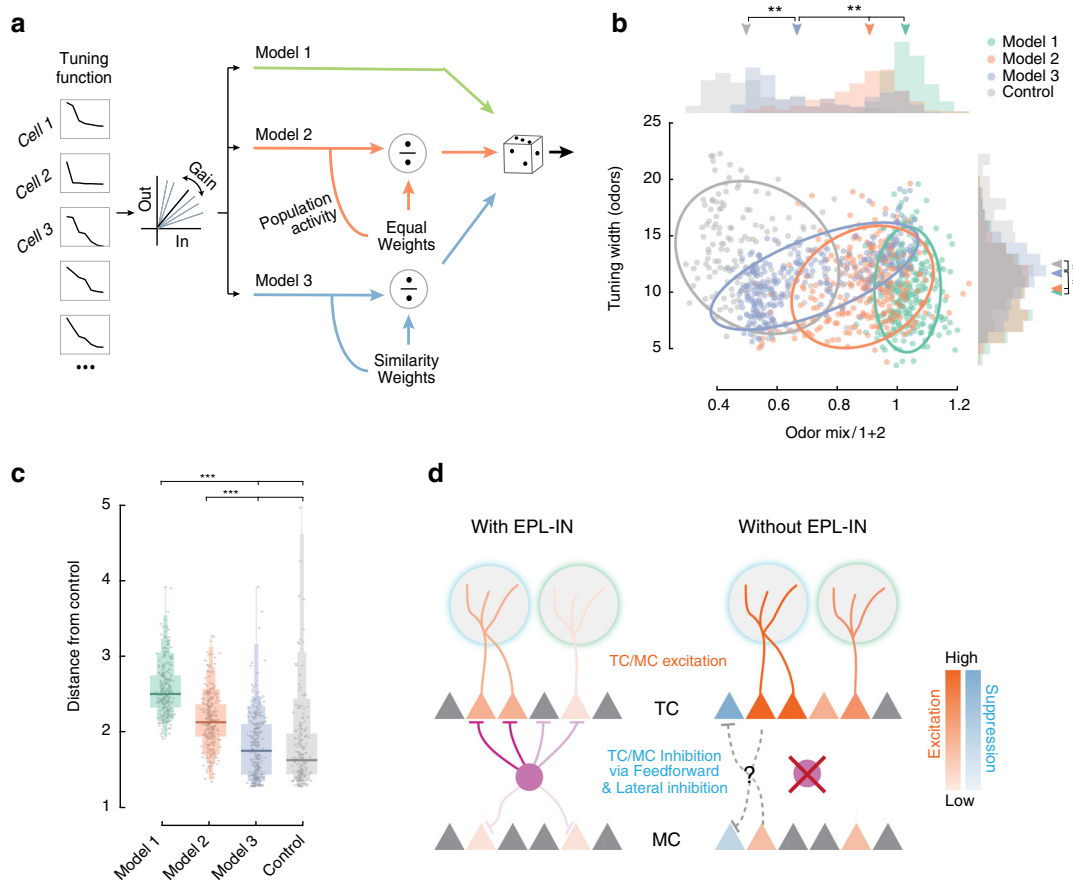 a
Tuning
function
Cell 1
Cell 2
Cell 3
•••
Out
In
Gain
Model 1
Model 2
Population
activity
Equal
Weights
Model 3
Similarity
Weights
b
**
**
Model 1
Model 2
Model 3
Control
Tuning width (odors)
25
20
15
10
5
0.4
0.6
0.8
1
1.2
Odor mix/1+2
c
***
***
Distance from control
5
4
3
2
1
Model 1
Model 2
Model 3
Control
d
With EPL-IN
Without EPL-IN
TC/MC excitation
TC
TC/MC Inhibition
via Feedforward
& Lateral inhibition
?
MC
High
Excitation
Suppression
Low